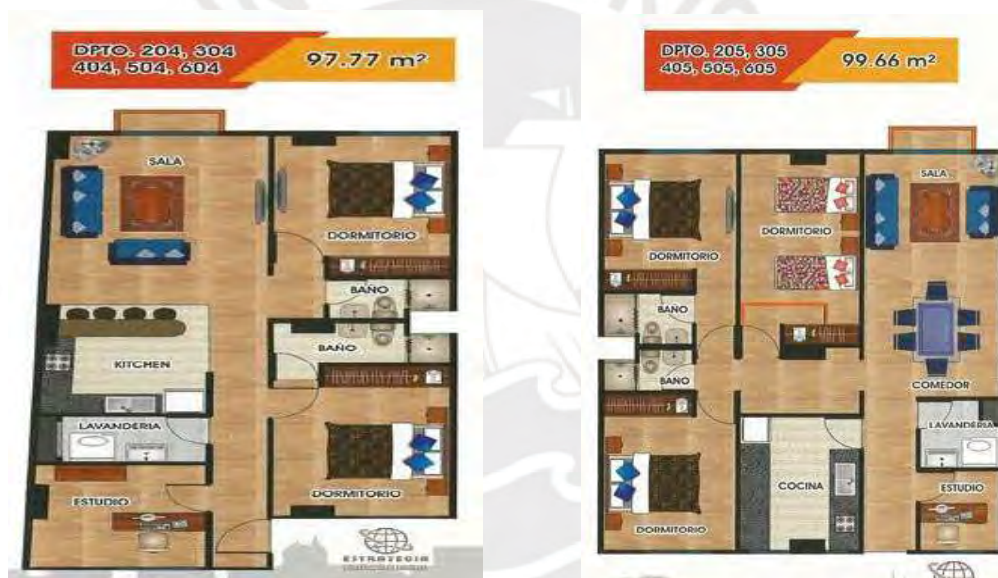 DPTO. 204, 304
404, 504, 604
97.77 m²
SALA
DORMITORIO
BAÑO
BAÑO
KITCHEN
LAVANDERIA
ESTUDIO
DORMITORIO
ESTRATEGIA
DPTO. 205, 305
405, 505, 605
99.66 m²
SALA
DORMITORIO
DORMITORIO
BAÑO
BAÑO
COMEDOR
LAVANDERIA
COCINA
ESTUDIO
DORMITORIO